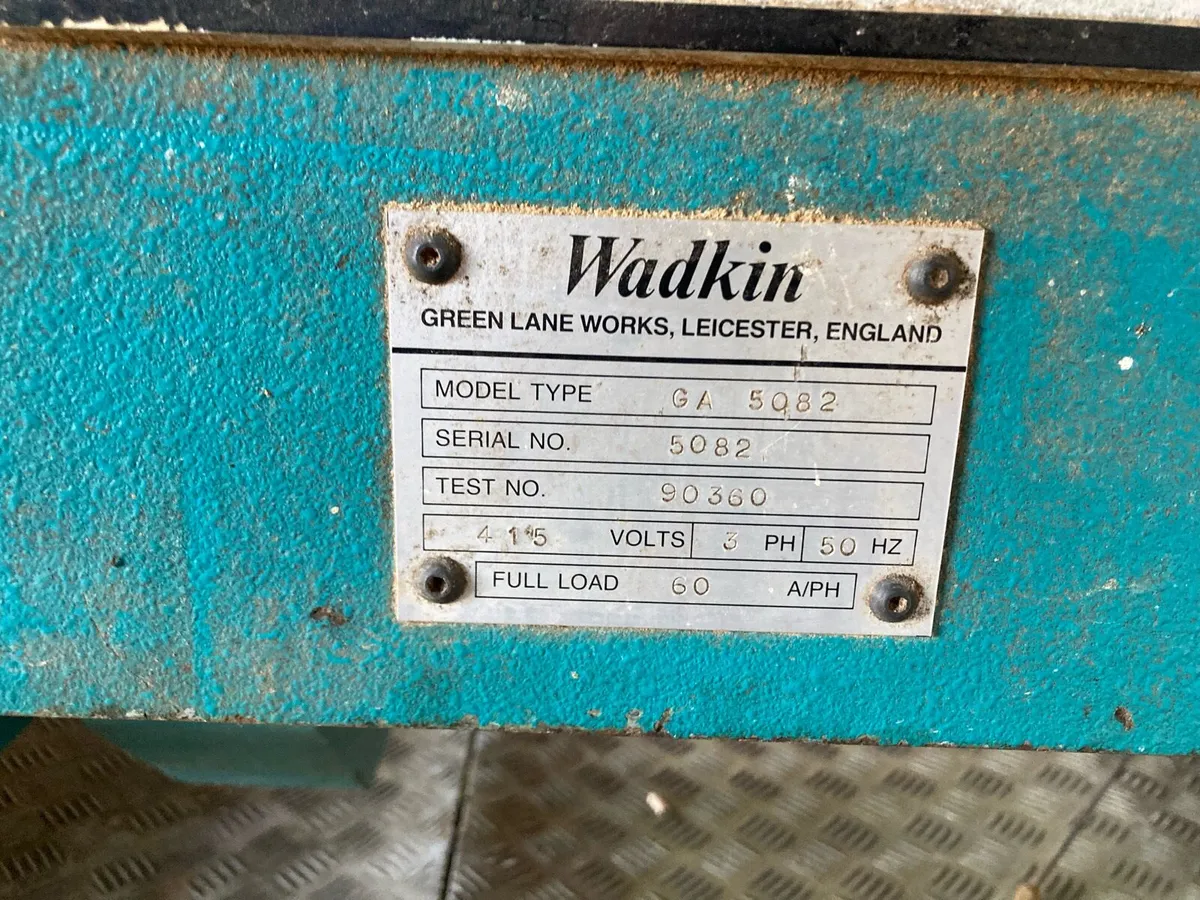 Wadkin
GREEN LANE WORKS, LEICESTER, ENGLAND
MODEL TYPE GA 5082
SERIAL NO. 5082
TEST NO. 90360
415 VOLTS 3 PH 50 HZ
FULL LOAD 60 A/PH